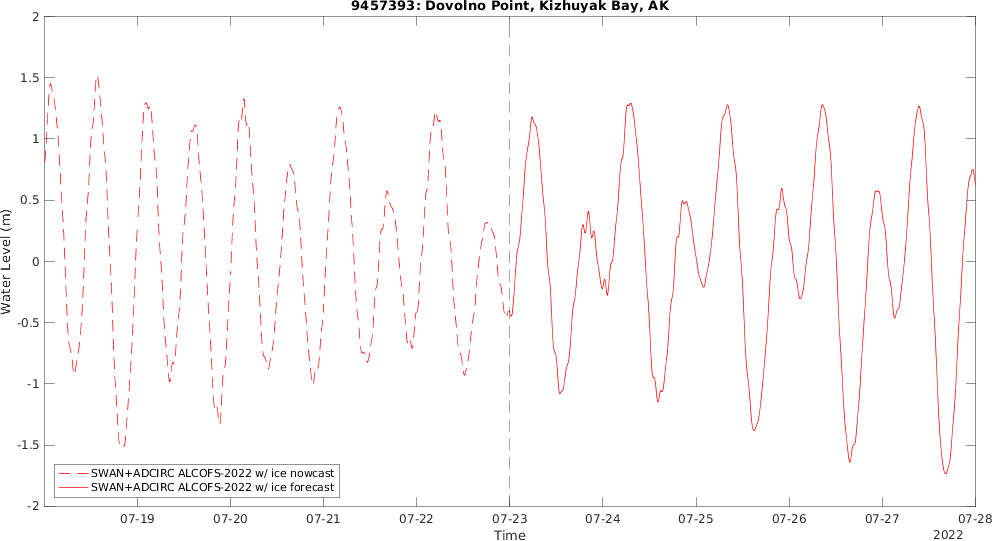 9457393: Dovolno Point, Kizhuyak Bay, AK
2
1.5
1
0.5
0
-0.5
-1
-1.5
-2
Water Level (m)
SWAN+ADCIRC ALCOFS-2022 w/ ice nowcast
SWAN+ADCIRC ALCOFS-2022 w/ ice forecast
07-19 07-20 07-21 07-22 07-23 07-24 07-25 07-26 07-27 07-28
Time
2022